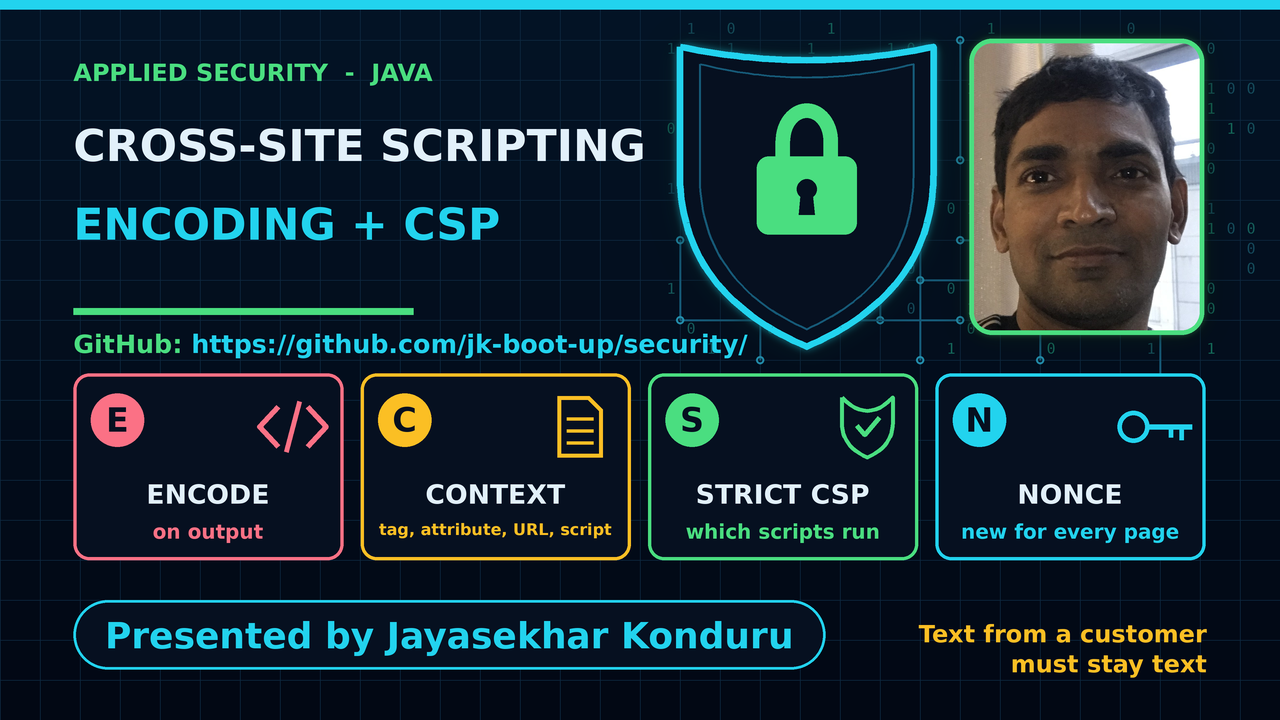 APPLIED SECURITY - JAVA
CROSS-SITE SCRIPTING
ENCODING + CSP
GitHub: https://github.com/jk-boot-up/security/
E
ENCODE
on output
C
CONTEXT
tag, attribute, URL, script
S
STRICT CSP
which scripts run
N
NONCE
new for every page
Presented by Jayasekhar Konduru
Text from a customer
must stay text